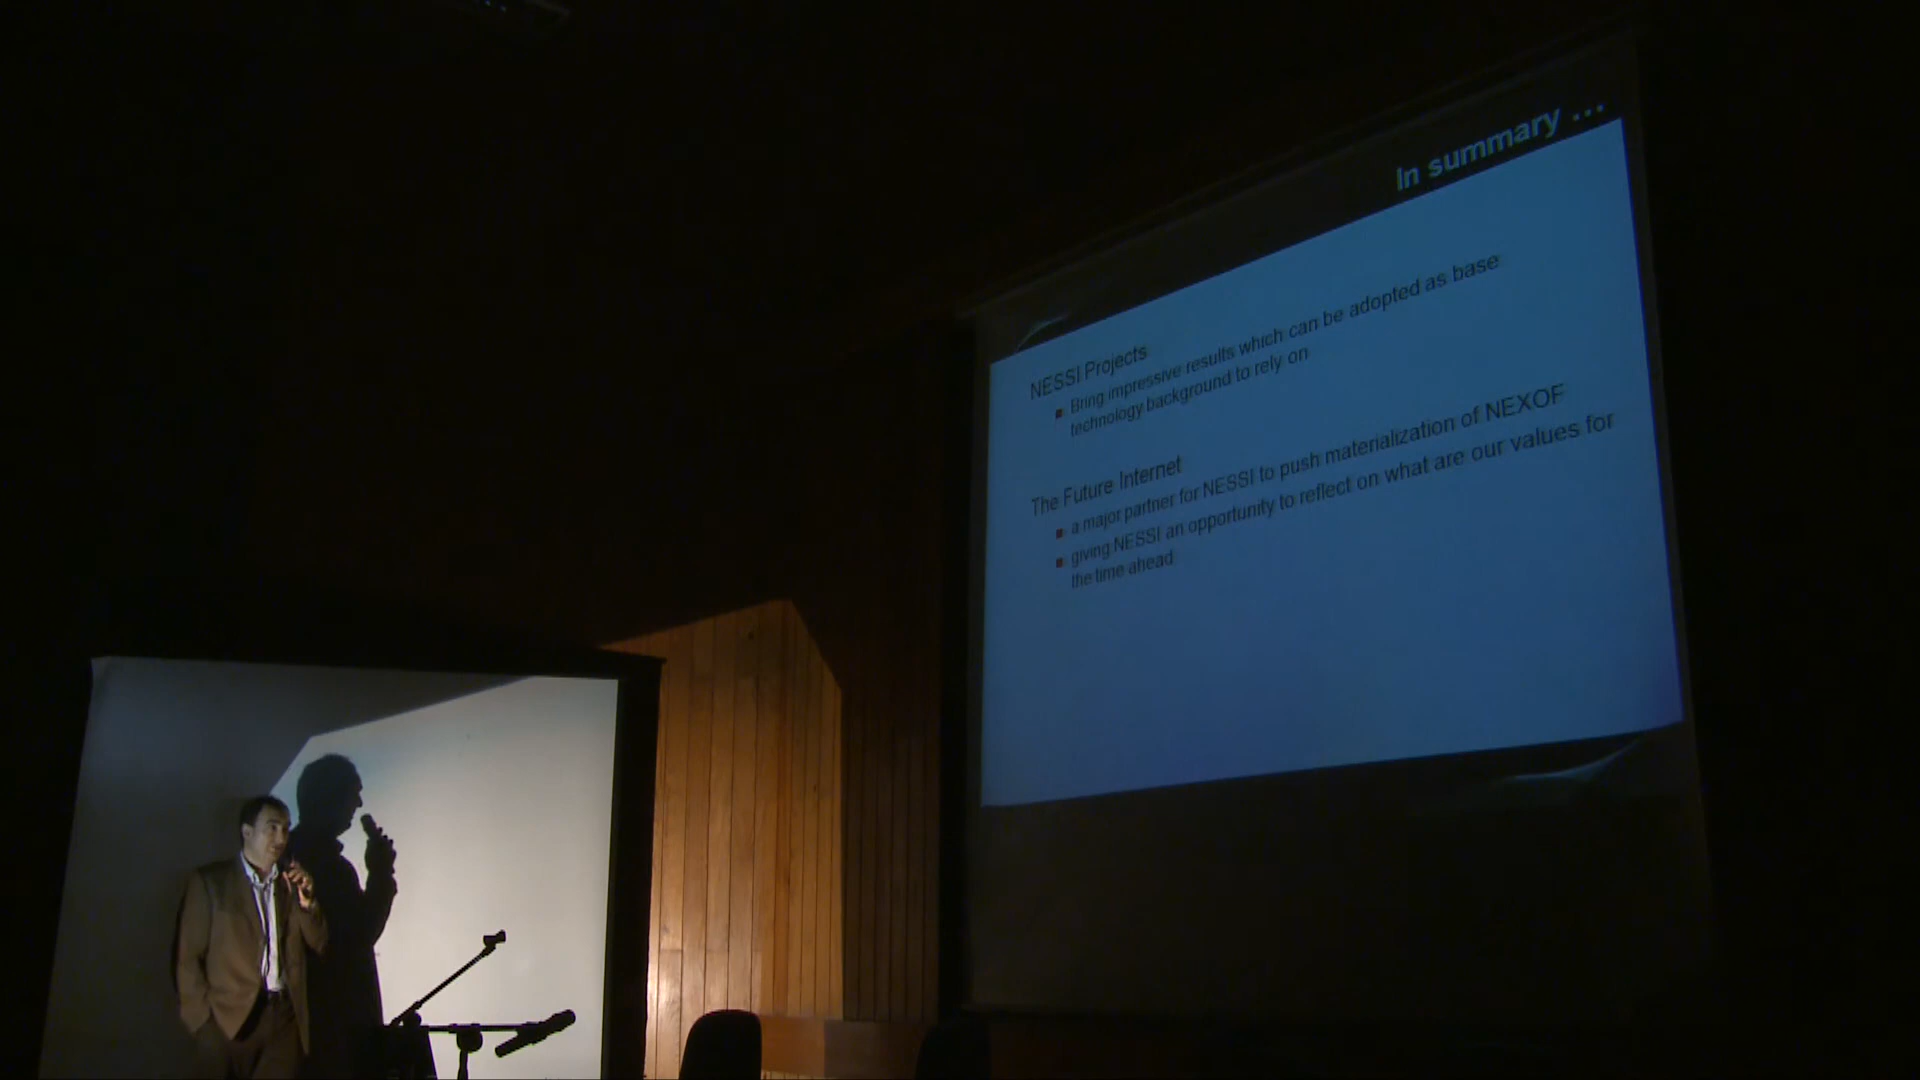 In summary ...
NESSI Projects
Bring impressive results which can be adopted as base
technology background to rely on
The Future Internet
a major partner for NESSI to push materialization of NEXOF
giving NESSI an opportunity to reflect on what are our values for
the time ahead